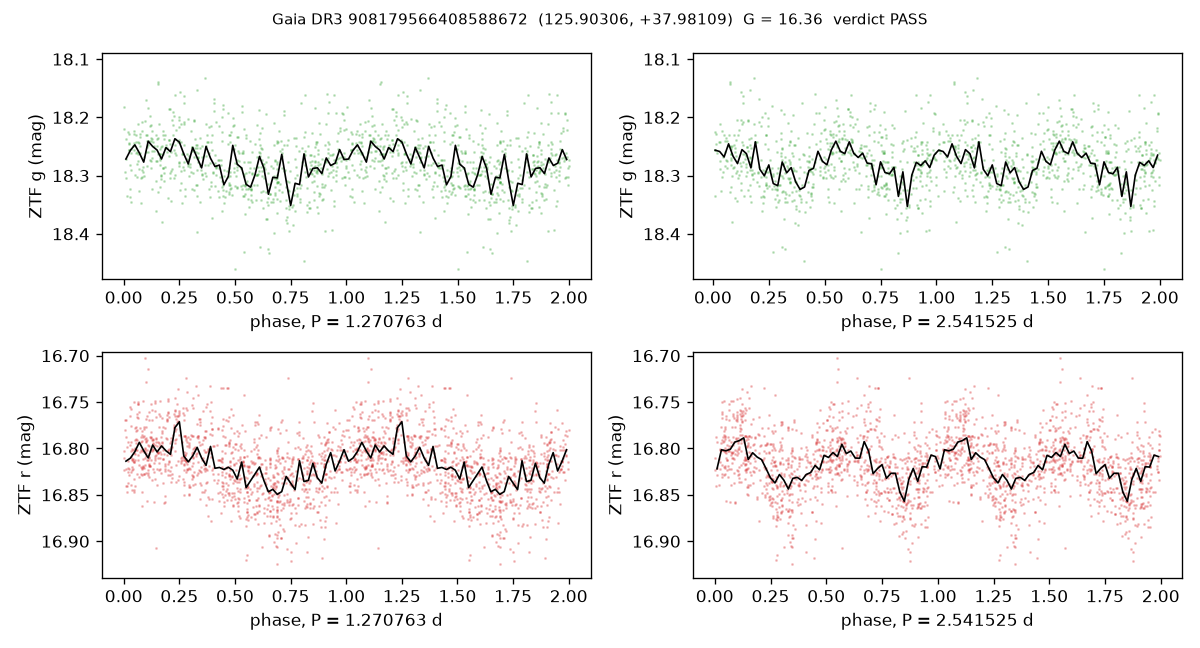 Gaia DR3 908179566408588672 (125.90306, +37.98109) G = 16.36 verdict PASS
18.1
18.2
18.3
18.4
ZTF g (mag)
0.00 0.25 0.50 0.75 1.00 1.25 1.50 1.75 2.00
phase, P = 1.270763 d
18.1
18.2
18.3
18.4
ZTF g (mag)
0.00 0.25 0.50 0.75 1.00 1.25 1.50 1.75 2.00
phase, P = 2.541525 d
16.70
16.75
16.80
16.85
16.90
ZTF r (mag)
0.00 0.25 0.50 0.75 1.00 1.25 1.50 1.75 2.00
phase, P = 1.270763 d
16.70
16.75
16.80
16.85
16.90
ZTF r (mag)
0.00 0.25 0.50 0.75 1.00 1.25 1.50 1.75 2.00
phase, P = 2.541525 d